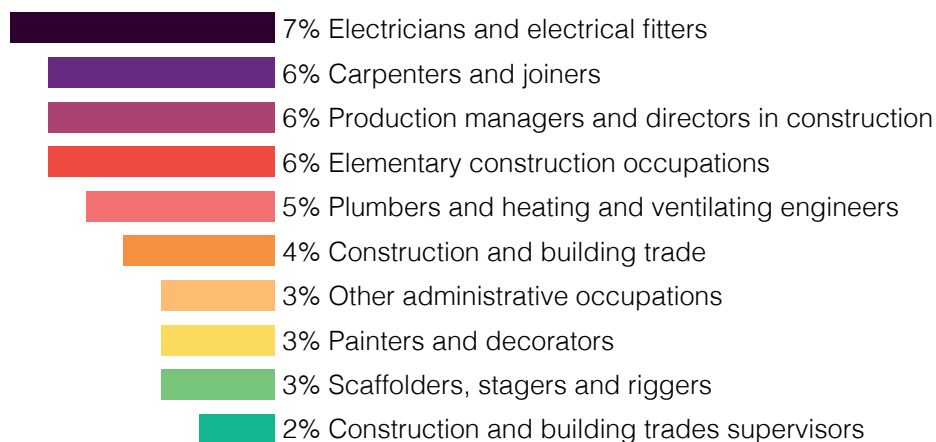 7% Electricians and electrical fitters
6% Carpenters and joiners
6% Production managers and directors in construction
6% Elementary construction occupations
5% Plumbers and heating and ventilating engineers
4% Construction and building trade
3% Other administrative occupations
3% Painters and decorators
3% Scaffolders, stagers and riggers
2% Construction and building trades supervisors